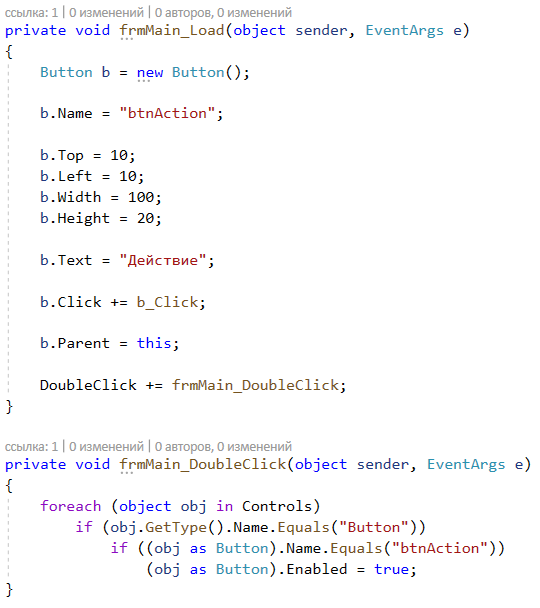 ссылка: 1 | 0 изменений | 0 авторов, 0 изменений
private void frmMain_Load(object sender, EventArgs e)
{
Button b = new Button();
b.Name = "btnAction";
b.Top = 10;
b.Left = 10;
b.Width = 100;
b.Height = 20;
b.Text = "Действие";
b.Click += b_Click;
b.Parent = this;
DoubleClick += frmMain_DoubleClick;
}
ссылка: 1 | 0 изменений | 0 авторов, 0 изменений
private void frmMain_DoubleClick(object sender, EventArgs e)
{
foreach (object obj in Controls)
if (obj.GetType().Name.Equals("Button"))
if ((obj as Button).Name.Equals("btnAction"))
(obj as Button).Enabled = true;
}